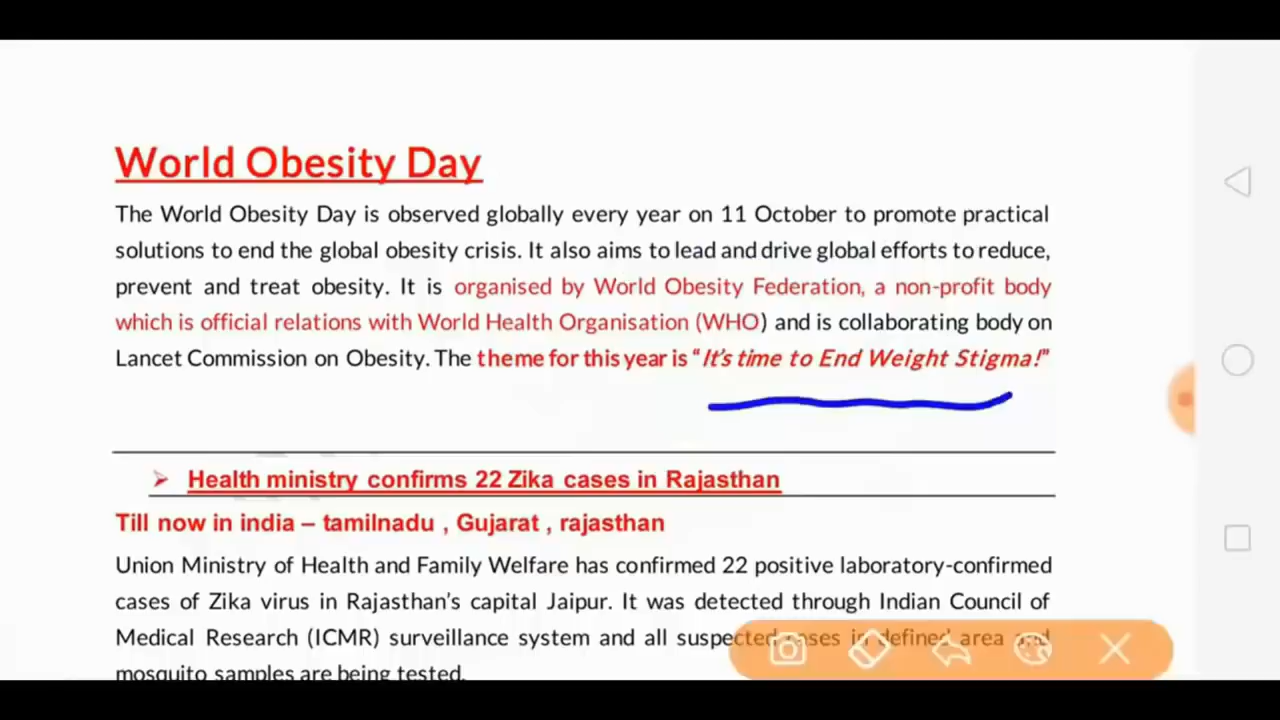 World Obesity Day
The World Obesity Day is observed globally every year on 11 October to promote practical
solutions to end the global obesity crisis. It also aims to lead and drive global efforts to reduce,
prevent and treat obesity. It is organised by World Obesity Federation, a non-profit body
which is official relations with World Health Organisation (WHO) and is collaborating body on
Lancet Commission on Obesity. The theme for this year is “It’s time to End Weight Stigma!”
➢ Health ministry confirms 22 Zika cases in Rajasthan
Till now in india – tamilnadu , Gujarat , rajasthan
Union Ministry of Health and Family Welfare has confirmed 22 positive laboratory-confirmed
cases of Zika virus in Rajasthan’s capital Jaipur. It was detected through Indian Council of
Medical Research (ICMR) surveillance system and all suspected cases in defined area and
mosquito samples are being tested.